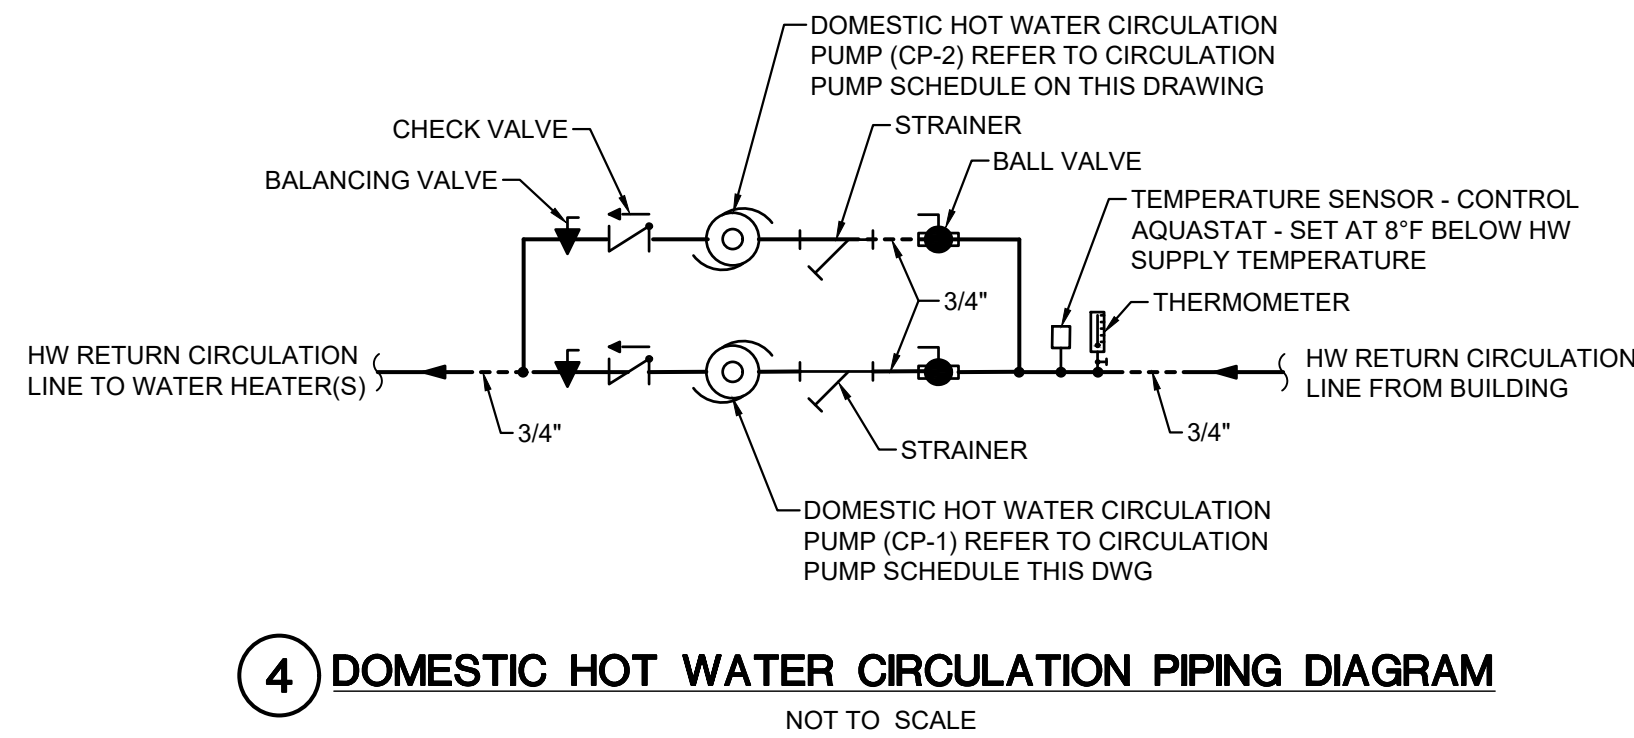 DOMESTIC HOT WATER CIRCULATION
PUMP (CP-2) REFER TO CIRCULATION
PUMP SCHEDULE ON THIS DRAWING
CHECK VALVE
STRAINER
BALANCING VALVE
BALL VALVE
TEMPERATURE SENSOR - CONTROL
AQUASTAT - SET AT 8°F BELOW HW
SUPPLY TEMPERATURE
3/4"
THERMOMETER
HW RETURN CIRCULATION
LINE TO WATER HEATER(S)
HW RETURN CIRCULATION
LINE FROM BUILDING
3/4"
3/4"
STRAINER
DOMESTIC HOT WATER CIRCULATION
PUMP (CP-1) REFER TO CIRCULATION
PUMP SCHEDULE THIS DWG
4 DOMESTIC HOT WATER CIRCULATION PIPING DIAGRAM
NOT TO SCALE